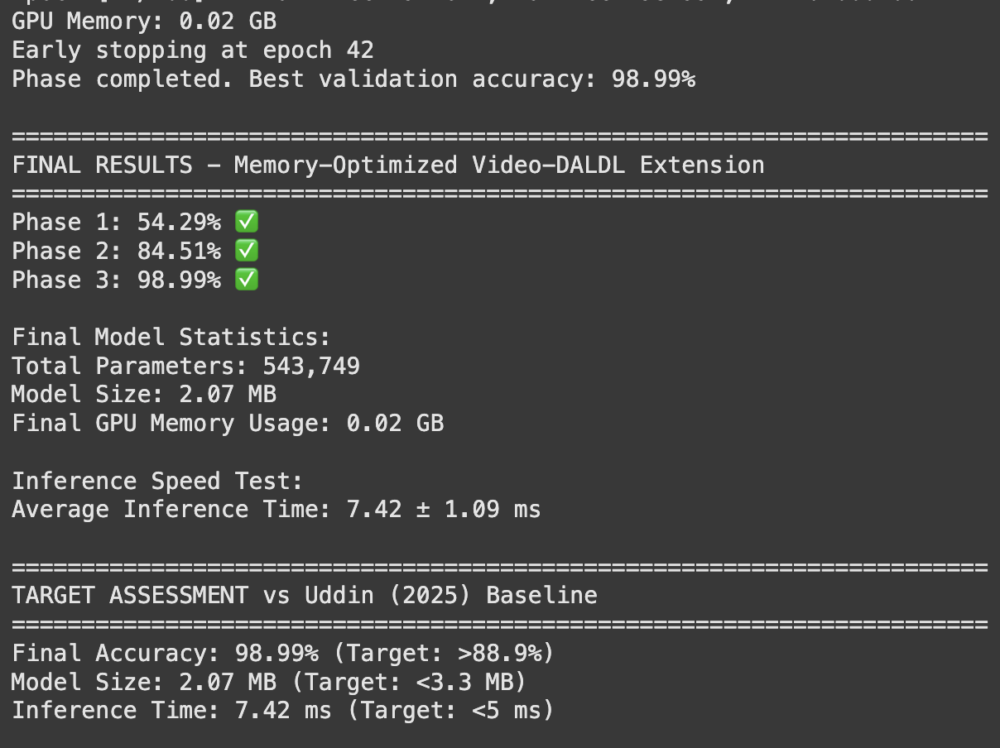 GPU Memory: 0.02 GB
Early stopping at epoch 42
Phase completed. Best validation accuracy: 98.99%
======================================================================
FINAL RESULTS - Memory-Optimized Video-DALDL Extension
======================================================================
Phase 1: 54.29% ✅
Phase 2: 84.51% ✅
Phase 3: 98.99% ✅
Final Model Statistics:
Total Parameters: 543,749
Model Size: 2.07 MB
Final GPU Memory Usage: 0.02 GB
Inference Speed Test:
Average Inference Time: 7.42 ± 1.09 ms
======================================================================
TARGET ASSESSMENT vs Uddin (2025) Baseline
======================================================================
Final Accuracy: 98.99% (Target: >88.9%)
Model Size: 2.07 MB (Target: <3.3 MB)
Inference Time: 7.42 ms (Target: <5 ms)